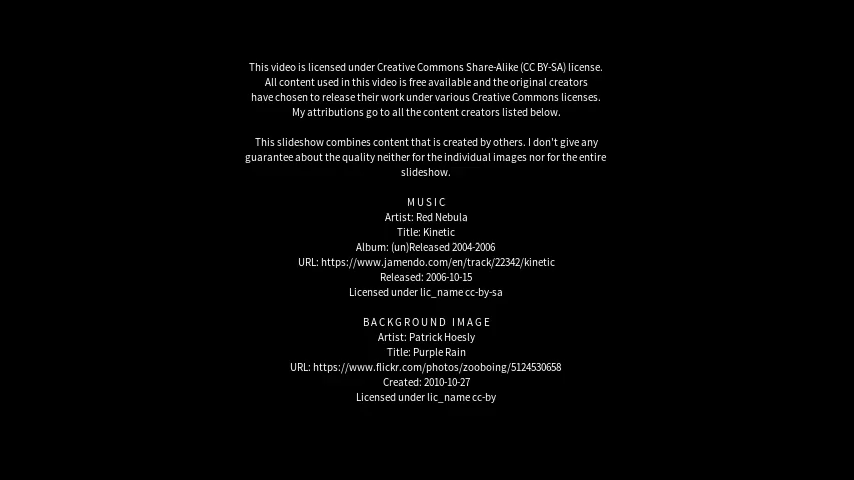 This video is licensed under Creative Commons Share-Alike (CC BY-SA) license.
All content used in this video is free available and the original creators
have chosen to release their work under various Creative Commons licenses.
My attributions go to all the content creators listed below.
This slideshow combines content that is created by others. I don't give any
guarantee about the quality neither for the individual images nor for the entire
slideshow.
MUSIC
Artist: Red Nebula
Title: Kinetic
Album: (un)Released 2004-2006
URL: https://www.jamendo.com/en/track/22342/kinetic
Released: 2006-10-15
Licensed under lic_name cc-by-sa
BACKGROUND IMAGE
Artist: Patrick Hoesly
Title: Purple Rain
URL: https://www.flickr.com/photos/zooboing/5124530658
Created: 2010-10-27
Licensed under lic_name cc-by